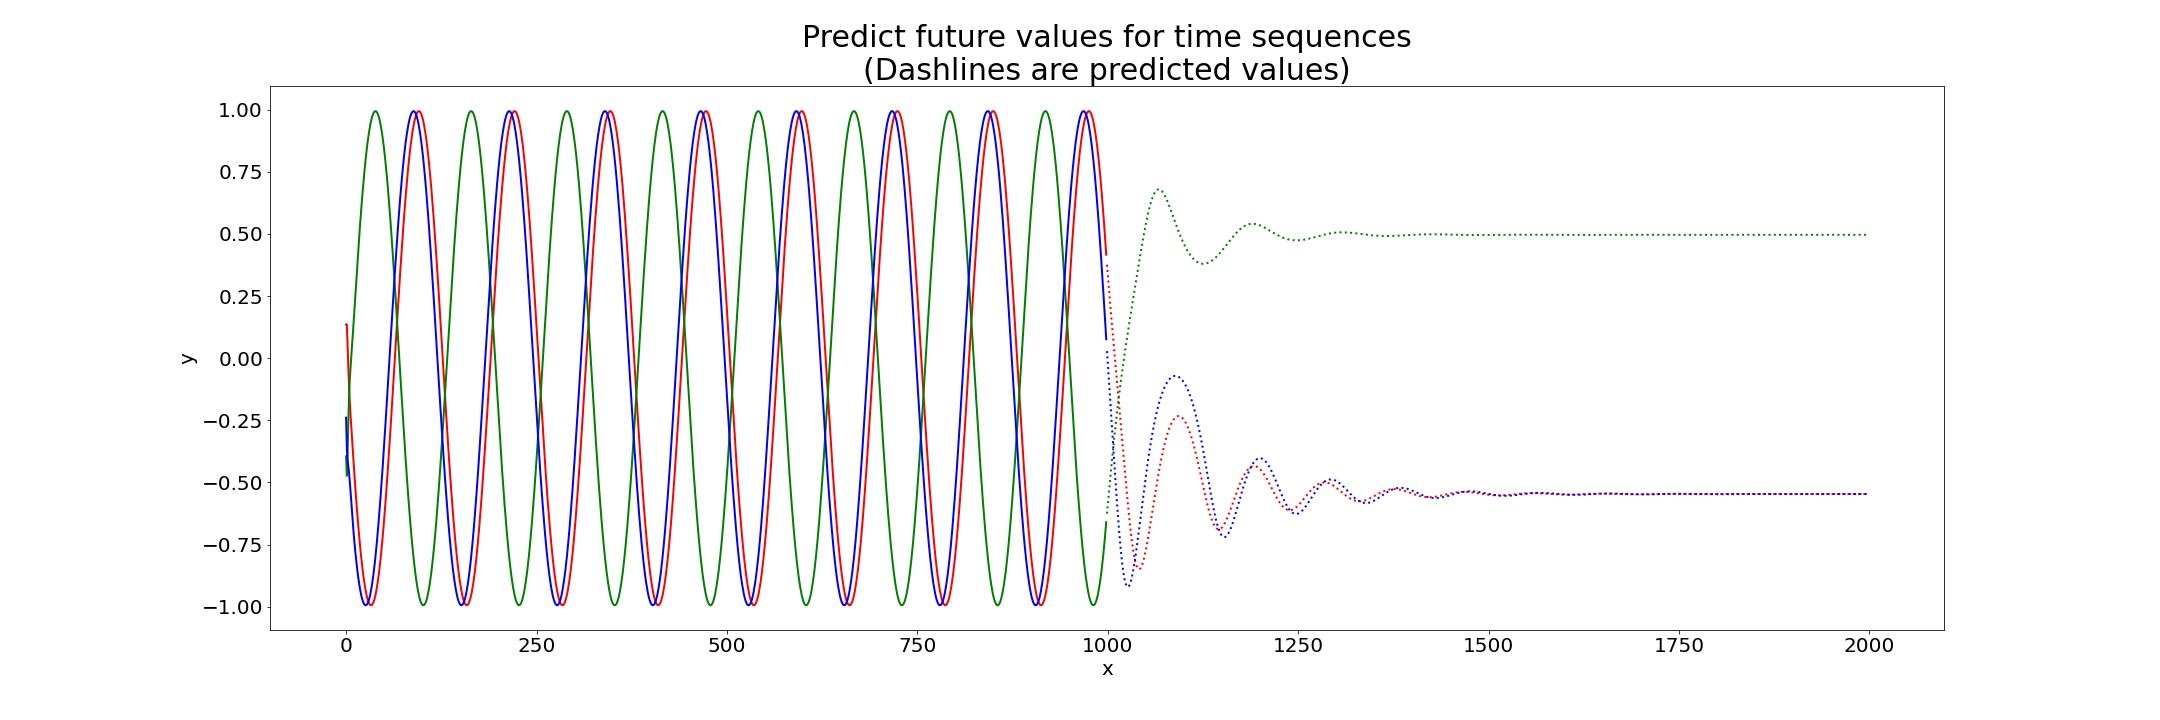 Predict future values for time sequences
(Dashlines are predicted values)
1.00
0.75
0.50
0.25
0.00
−0.25
−0.50
−0.75
−1.00
y
0 250 500 750 1000 1250 1500 1750 2000
x